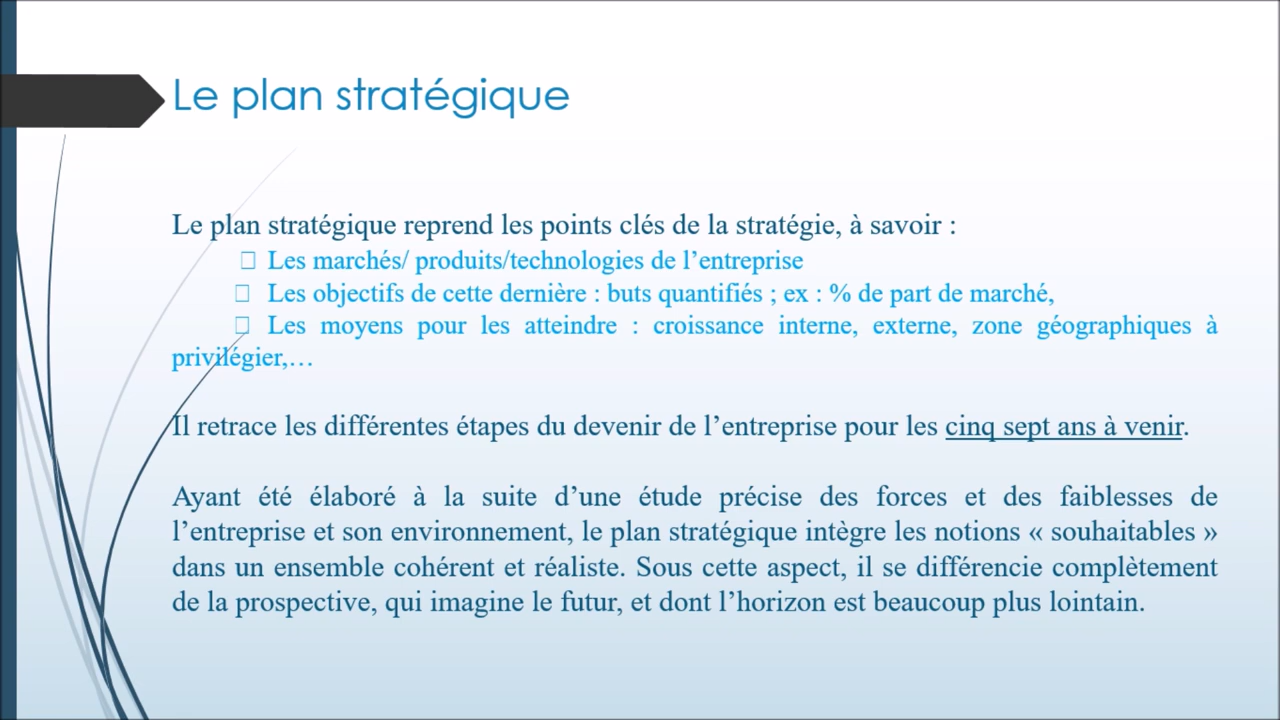 Le plan stratégique
Le plan stratégique reprend les points clés de la stratégie, à savoir :
Les marchés/ produits/technologies de l’entreprise
Les objectifs de cette dernière : buts quantifiés ; ex : % de part de marché,
Les moyens pour les atteindre : croissance interne, externe, zone géographiques à
privilégier,…
Il retrace les différentes étapes du devenir de l’entreprise pour les cinq sept ans à venir.
Ayant été élaboré à la suite d’une étude précise des forces et des faiblesses de
l’entreprise et son environnement, le plan stratégique intègre les notions « souhaitables »
dans un ensemble cohérent et réaliste. Sous cette aspect, il se différencie complètement
de la prospective, qui imagine le futur, et dont l’horizon est beaucoup plus lointain.